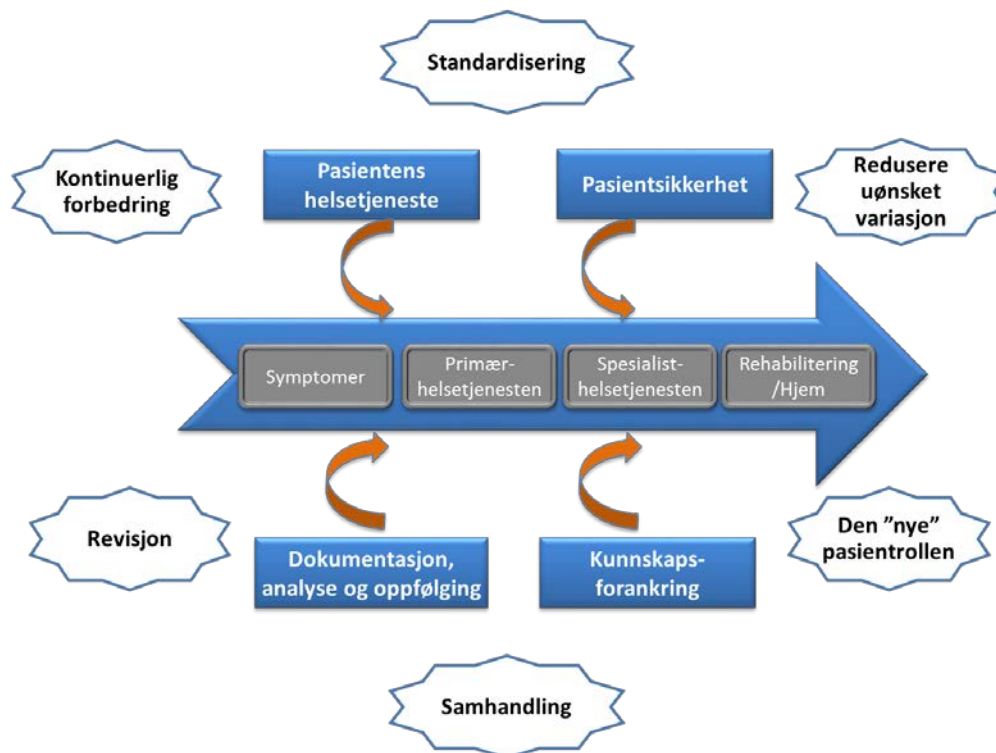 Standardisering
Kontinuerlig
forbedring
Pasientens
helsetjeneste
Pasientsikkerhet
Redusere
uønsket
variasjon
Symptomer
Primær-
helsetjenesten
Spesialist-
helsetjenesten
Rehabilitering
/Hjem
Revisjon
Dokumentasjon,
analyse og oppfølging
Kunnskaps-
forankring
Den ”nye”
pasientrollen
Samhandling